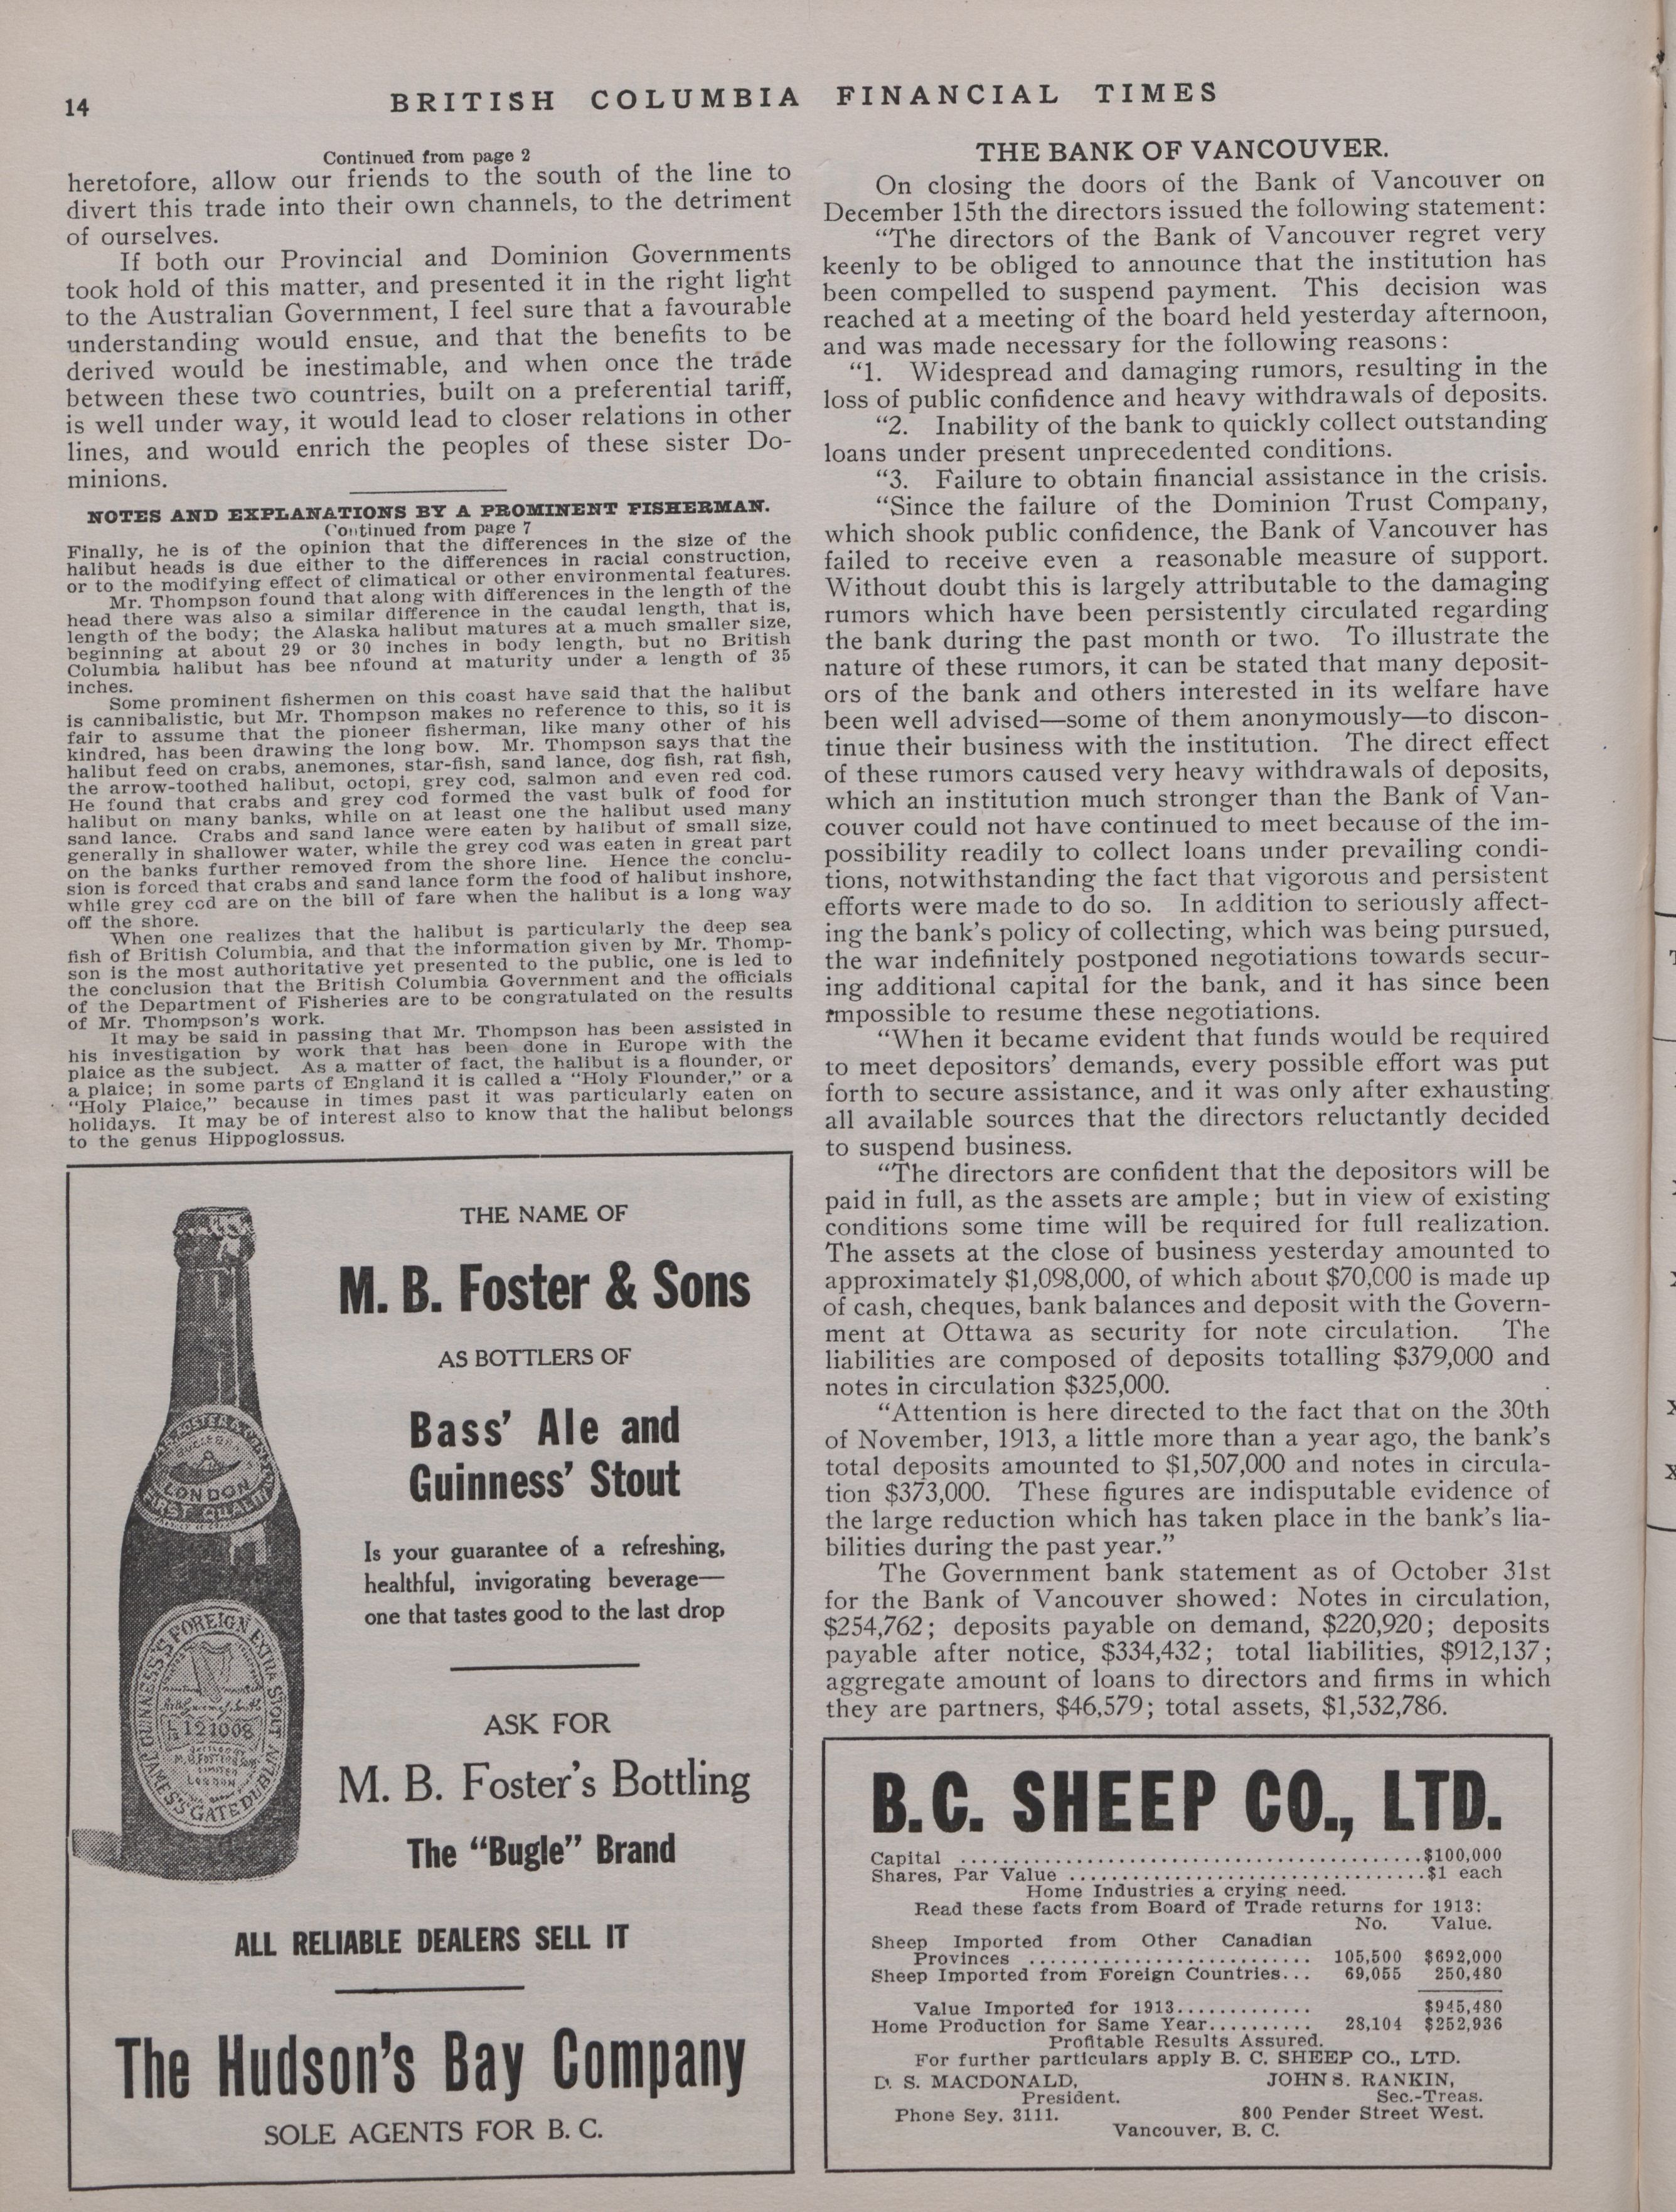 14
BRITISH COLUMBIA FINANCIAL TIMES
Continued from page 2
heretofore, allow our friends to the south of the line to
divert this trade into their own channels, to the detriment
of ourselves.
If both our Provincial and Dominion Governments
took hold of this matter, and presented it in the right light
to the Australian Government, I feel sure that a favourable
understanding would ensue, and that the benefits to be
derived would be inestimable, and when once the trade
between these two countries, built on a preferential tariff,
is well under way, it would lead to closer relations in other
lines, and would enrich the peoples of these sister Do-
minions.
NOTES AND EXPLANATIONS BY A PROMINENT FISHERMAN.
Continued from page 7
Finally, he is of the opinion that the differences in the size of the
halibut heads is due either to the differences in racial construction,
or to the modifying effect of climatical or other environmental features.
Mr. Thompson found that along with differences in the length of the
head there was also a similar difference in the caudal length, that is,
length of the body; the Alaska halibut matures at a much smaller size,
beginning at about 29 or 30 inches in body length, but no British
Columbia halibut has bee nfound at maturity under a length of 35
inches.
Some prominent fishermen on this coast have said that the halibut
is cannibalistic, but Mr. Thompson makes no reference to this, so it is
fair to assume that the pioneer fisherman, like many other of his
kindred, has been drawing the long bow. Mr. Thompson says that the
halibut feed on crabs, anemones, star-fish, sand lance, dog fish, rat fish,
the arrow-toothed halibut, octopi, grey cod, salmon and even red cod.
He found that crabs and grey cod formed the vast bulk of food for
halibut on many banks, while on at least one the halibut used many
sand lance. Crabs and sand lance were eaten by halibut of small size,
generally in shallower water, while the grey cod was eaten in great part
on the banks further removed from the shore line. Hence the conclu-
sion is forced that crabs and sand lance form the food of halibut inshore,
while grey cod are on the bill of fare when the halibut is a long way
off the shore.
When one realizes that the halibut is particularly the deep sea
fish of British Columbia, and that the information given by Mr. Thomp-
son is the most authoritative yet presented to the public, one is led to
the conclusion that the British Columbia Government and the officials
of the Department of Fisheries are to be congratulated on the results
of Mr. Thompson's work.
It may be said in passing that Mr. Thompson has been assisted in
his investigation by work that has been done in Europe with the
plaice as the subject. As a matter of fact, the halibut is a flounder, or
a plaice; in some parts of England it is called a "Holy Flounder," or a
"Holy Plaice," because in times past it was particularly eaten on
holidays. It may be of interest also to know that the halibut belongs
to the genus Hippoglossus.
THE NAME OF
M. B. Foster & Sons
AS BOTTLERS OF
Bass' Ale and
Guinness' Stout
Is your guarantee of a refreshing,
healthful, invigorating beverage—
one that tastes good to the last drop
ASK FOR
M. B. Foster's Bottling
The "Bugle" Brand
ALL RELIABLE DEALERS SELL IT
The Hudson's Bay Company
SOLE AGENTS FOR B. C.
LONDON
FIRST QUALITY
GUINNESS'S FOREIGN EXTRA STOUT
121008
LONDON
JAMES'S GATE DUBLIN
THE BANK OF VANCOUVER.
On closing the doors of the Bank of Vancouver on
December 15th the directors issued the following statement:
"The directors of the Bank of Vancouver regret very
keenly to be obliged to announce that the institution has
been compelled to suspend payment. This decision was
reached at a meeting of the board held yesterday afternoon,
and was made necessary for the following reasons:
"1. Widespread and damaging rumors, resulting in the
loss of public confidence and heavy withdrawals of deposits.
"2. Inability of the bank to quickly collect outstanding
loans under present unprecedented conditions.
"3. Failure to obtain financial assistance in the crisis.
"Since the failure of the Dominion Trust Company,
which shook public confidence, the Bank of Vancouver has
failed to receive even a reasonable measure of support.
Without doubt this is largely attributable to the damaging
rumors which have been persistently circulated regarding
the bank during the past month or two. To illustrate the
nature of these rumors, it can be stated that many deposit-
ors of the bank and others interested in its welfare have
been well advised—some of them anonymously—to discon-
tinue their business with the institution. The direct effect
of these rumors caused very heavy withdrawals of deposits,
which an institution much stronger than the Bank of Van-
couver could not have continued to meet because of the im-
possibility readily to collect loans under prevailing condi-
tions, notwithstanding the fact that vigorous and persistent
efforts were made to do so. In addition to seriously affect-
ing the bank's policy of collecting, which was being pursued,
the war indefinitely postponed negotiations towards secur-
ing additional capital for the bank, and it has since been
impossible to resume these negotiations.
"When it became evident that funds would be required
to meet depositors' demands, every possible effort was put
forth to secure assistance, and it was only after exhausting
all available sources that the directors reluctantly decided
to suspend business.
"The directors are confident that the depositors will be
paid in full, as the assets are ample; but in view of existing
conditions some time will be required for full realization.
The assets at the close of business yesterday amounted to
approximately $1,098,000, of which about $70,000 is made up
of cash, cheques, bank balances and deposit with the Govern-
ment at Ottawa as security for note circulation. The
liabilities are composed of deposits totalling $379,000 and
notes in circulation $325,000.
"Attention is here directed to the fact that on the 30th
of November, 1913, a little more than a year ago, the bank's
total deposits amounted to $1,507,000 and notes in circula-
tion $373,000. These figures are indisputable evidence of
the large reduction which has taken place in the bank's lia-
bilities during the past year."
The Government bank statement as of October 31st
for the Bank of Vancouver showed: Notes in circulation,
$254,762; deposits payable on demand, $220,920; deposits
payable after notice, $334,432; total liabilities, $912,137;
aggregate amount of loans to directors and firms in which
they are partners, $46,579; total assets, $1,532,786.
B.C. SHEEP CO., LTD.
Capital ........................................ $100,000
Shares, Par Value ................................ $1 each
Home Industries a crying need.
Read these facts from Board of Trade returns for 1913:
No. Value.
Sheep Imported from Other Canadian
Provinces .......................... 105,500 $692,000
Sheep Imported from Foreign Countries... 69,055 250,480
Value Imported for 1913............. $945,480
Home Production for Same Year.......... 28,104 $252,936
Profitable Results Assured.
For further particulars apply B. C. SHEEP CO., LTD.
D. S. MACDONALD, JOHN S. RANKIN,
President. Sec.-Treas.
Phone Sey. 3111. 800 Pender Street West.
Vancouver, B. C.